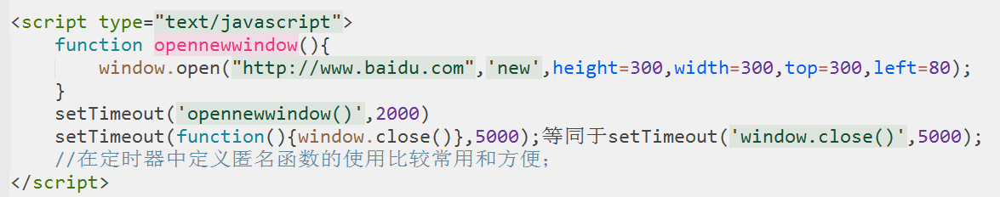 <script type="text/javascript">
    function opennewwindow(){
        window.open("http://www.baidu.com",'new',height=300,width=300,top=300,left=80);
    }
    setTimeout('opennewwindow()',2000)
    setTimeout(function(){window.close()},5000);等同于setTimeout('window.close()',5000);
    //在定时器中定义匿名函数的使用比较常用和方便;
</script>